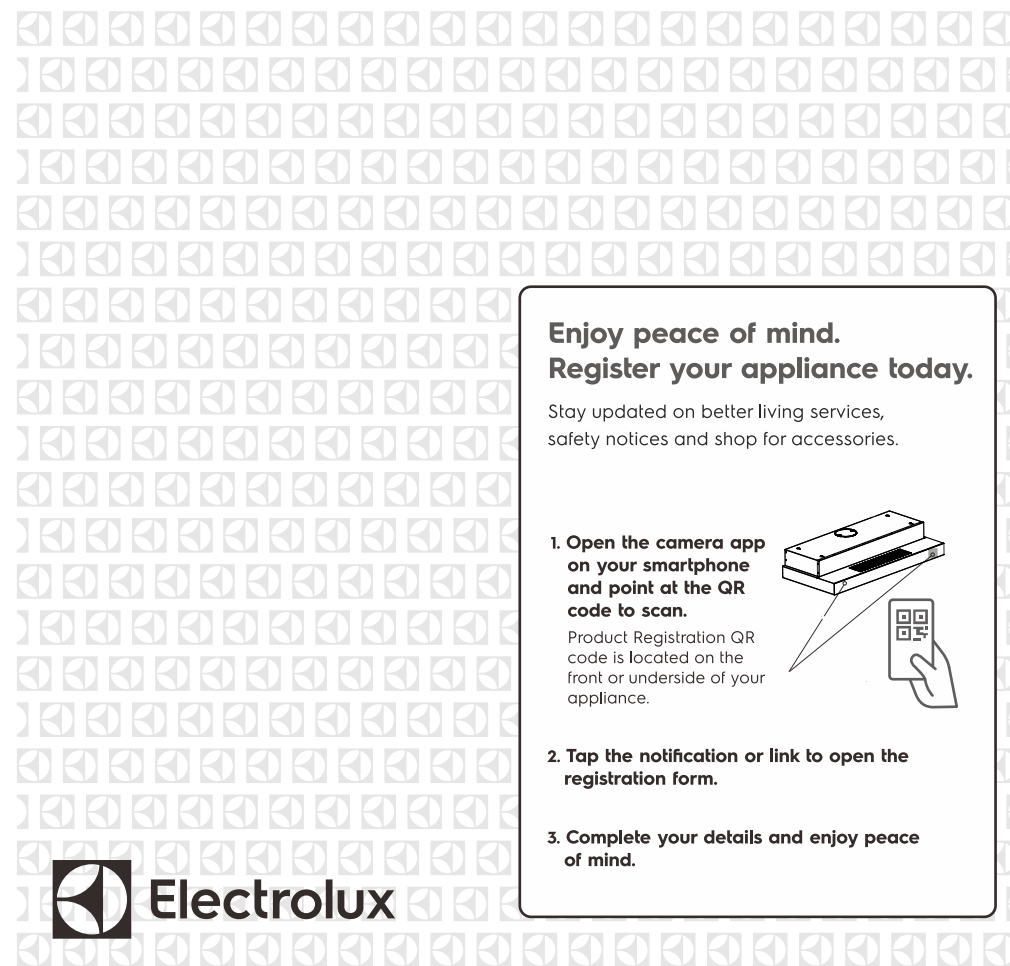 Enjoy peace of mind.
Register your appliance today.
Stay updated on better living services,
safety notices and shop for accessories.
1. Open the camera app
on your smartphone
and point at the QR
code to scan.
Product Registration QR
code is located on the
front or underside of your
appliance.
2. Tap the notification or link to open the
registration form.
3. Complete your details and enjoy peace
of mind.
Electrolux